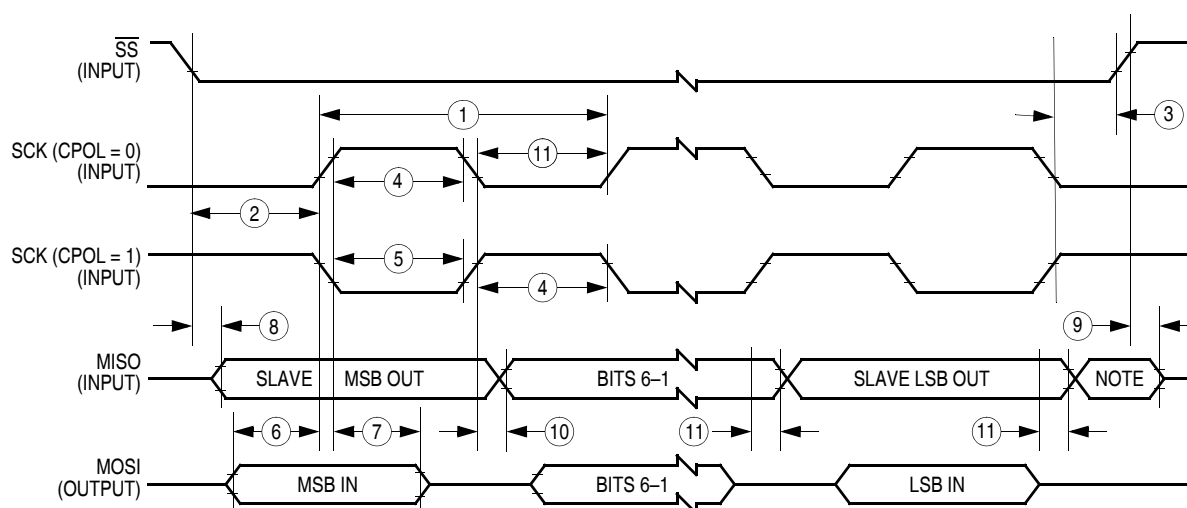 SS
(INPUT)
1
3
SCK (CPOL = 0)
(INPUT)
11
4
2
SCK (CPOL = 1)
(INPUT)
5
4
8
9
MISO
(INPUT)
SLAVE MSB OUT
BITS 6–1
SLAVE LSB OUT
NOTE
6
7
10
11
11
MOSI
(OUTPUT)
MSB IN
BITS 6–1
LSB IN